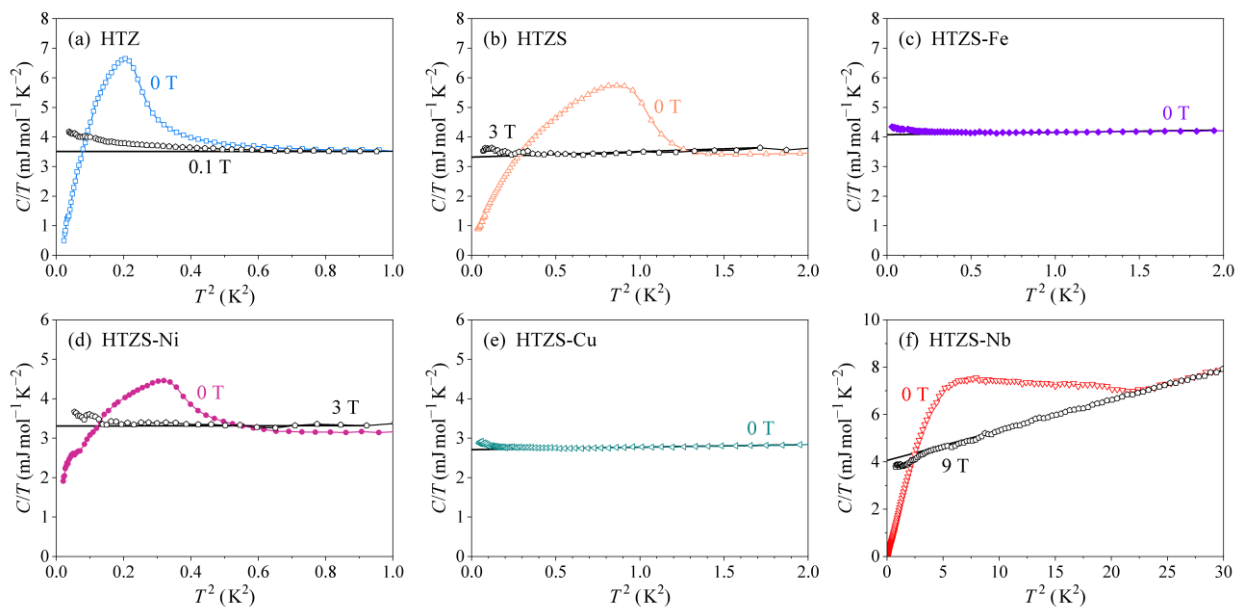 (a) HTZ
0 T
0.1 T
C/T (mJ mol⁻¹ K⁻²)
8
7
6
5
4
3
2
1
0
0.0 0.2 0.4 0.6 0.8 1.0
T² (K²)
(b) HTZS
0 T
3 T
C/T (mJ mol⁻¹ K⁻²)
8
7
6
5
4
3
2
1
0
0.0 0.5 1.0 1.5 2.0
T² (K²)
(c) HTZS-Fe
0 T
C/T (mJ mol⁻¹ K⁻²)
8
7
6
5
4
3
2
1
0
0.0 0.5 1.0 1.5 2.0
T² (K²)
(d) HTZS-Ni
0 T
3 T
C/T (mJ mol⁻¹ K⁻²)
6
5
4
3
2
1
0
0.0 0.2 0.4 0.6 0.8 1.0
T² (K²)
(e) HTZS-Cu
0 T
C/T (mJ mol⁻¹ K⁻²)
6
5
4
3
2
1
0
0.0 0.5 1.0 1.5 2.0
T² (K²)
(f) HTZS-Nb
0 T
9 T
C/T (mJ mol⁻¹ K⁻²)
10
8
6
4
2
0
0 5 10 15 20 25 30
T² (K²)